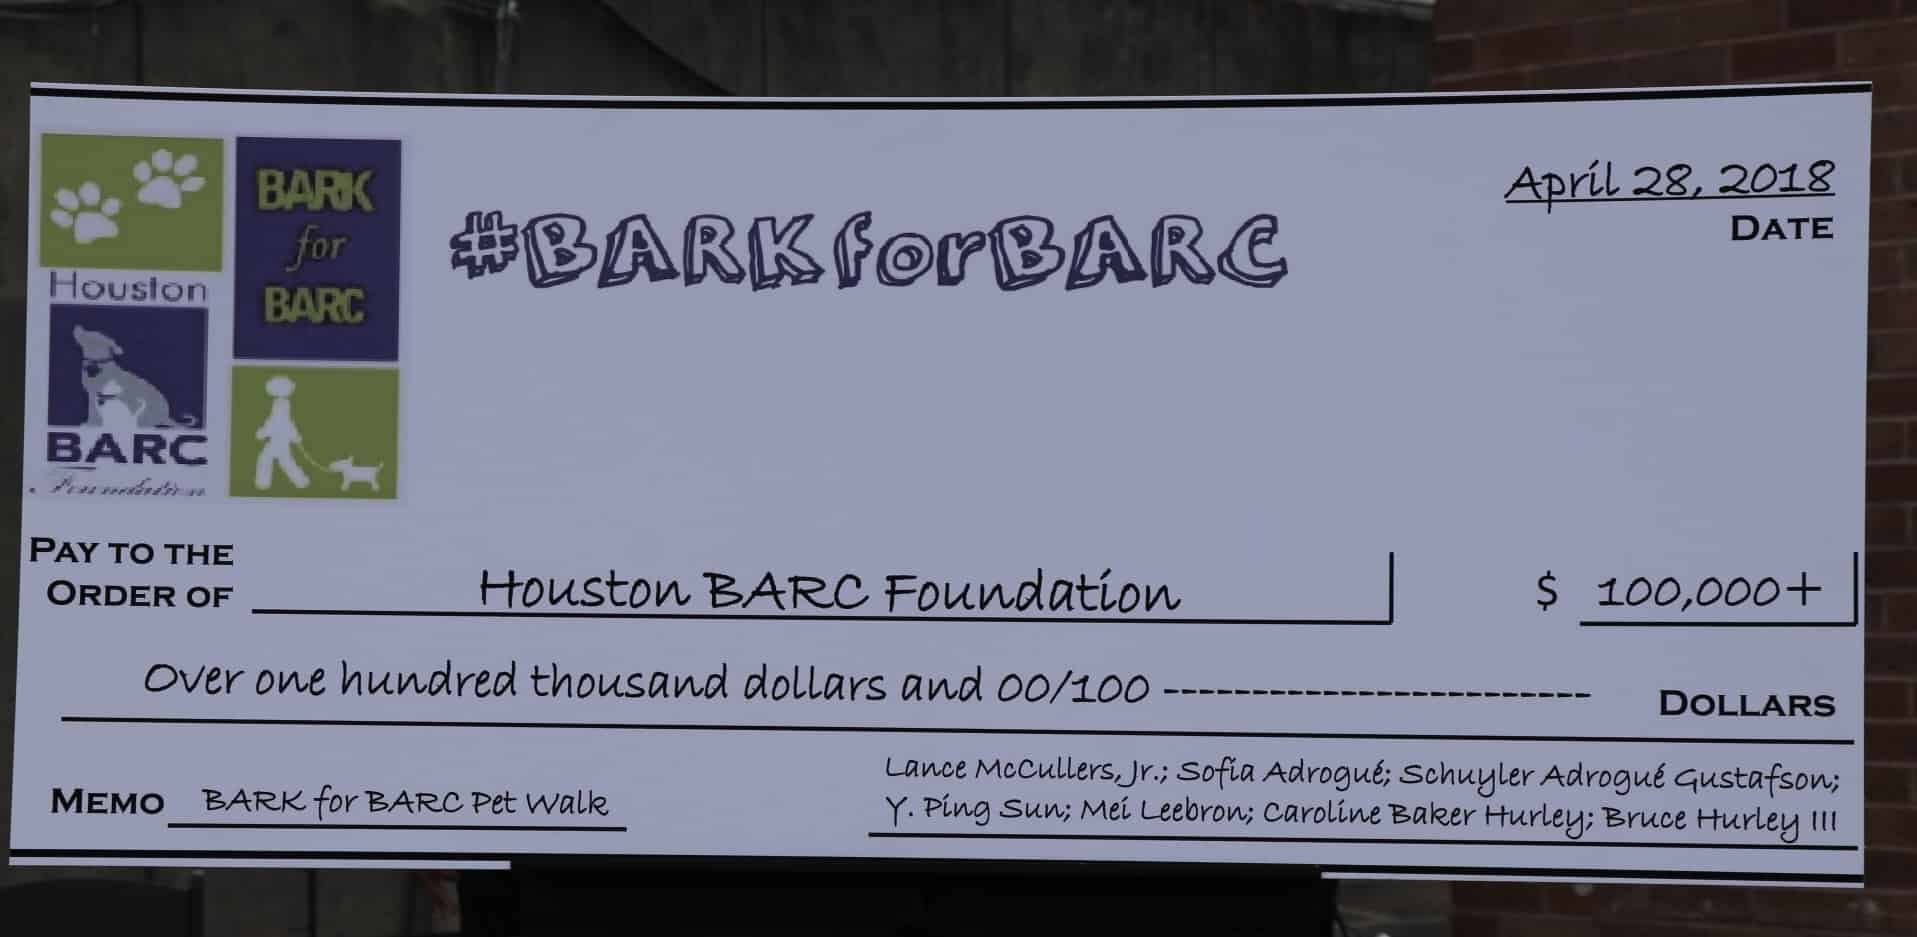 BARK
for
BARC
Houston
BARC
Foundation
#BARKforBARC
April 28, 2018
DATE
PAY TO THE
ORDER OF
Houston BARC Foundation
$ 100,000+
Over one hundred thousand dollars and 00/100 ------------------------ DOLLARS
MEMO BARK for BARC Pet Walk
Lance McCullers, Jr.; Sofía Adrogué; Schuyler Adrogué Gustafson;
Y. Ping Sun; Mei Leebron; Caroline Baker Hurley; Bruce Hurley III